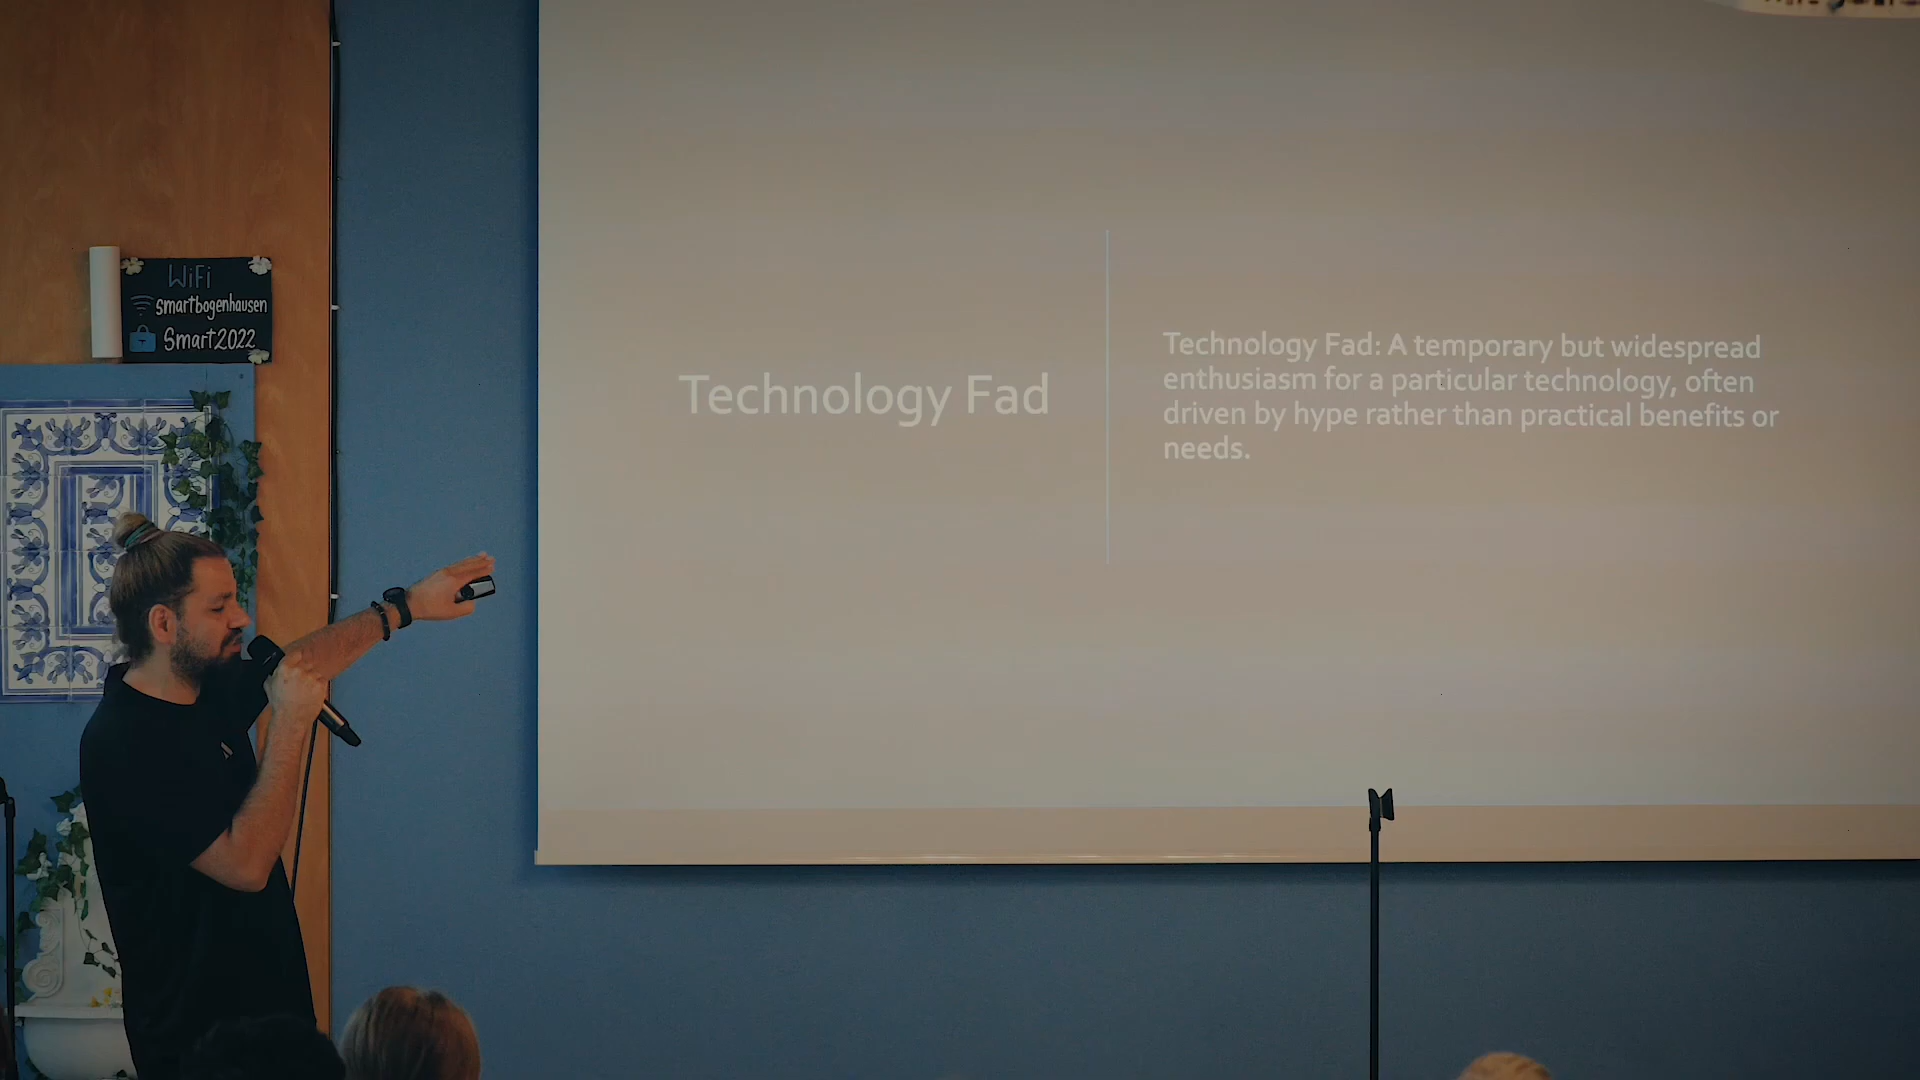 WiFi
smartbogenhausen
Smart2022
Technology Fad
Technology Fad: A temporary but widespread
enthusiasm for a particular technology, often
driven by hype rather than practical benefits or
needs.